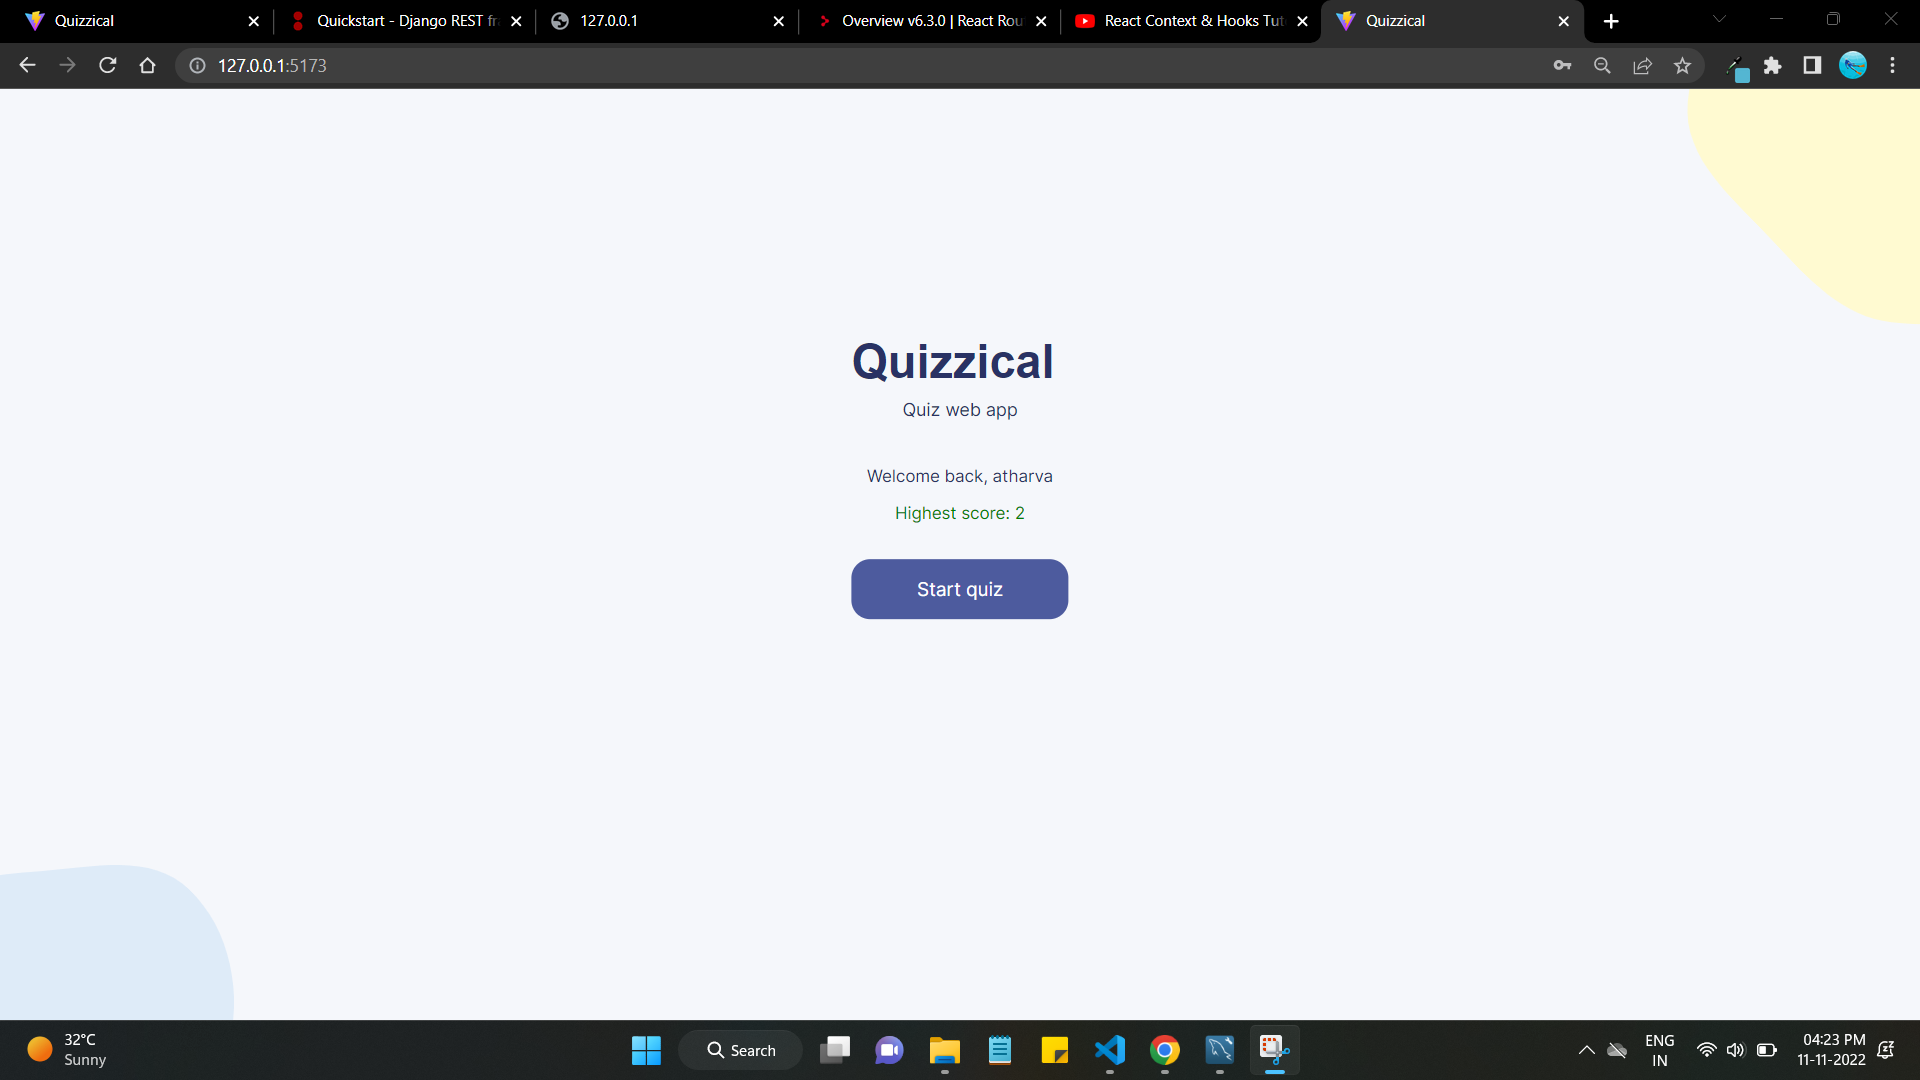 Quizzical
Quickstart - Django REST fr
127.0.0.1
Overview v6.3.0 | React Rou
React Context & Hooks Tut
Quizzical
127.0.0.1:5173
Quizzical
Quiz web app
Welcome back, atharva
Highest score: 2
Start quiz
32°C
Sunny
Search
ENG
IN
04:23 PM
11-11-2022